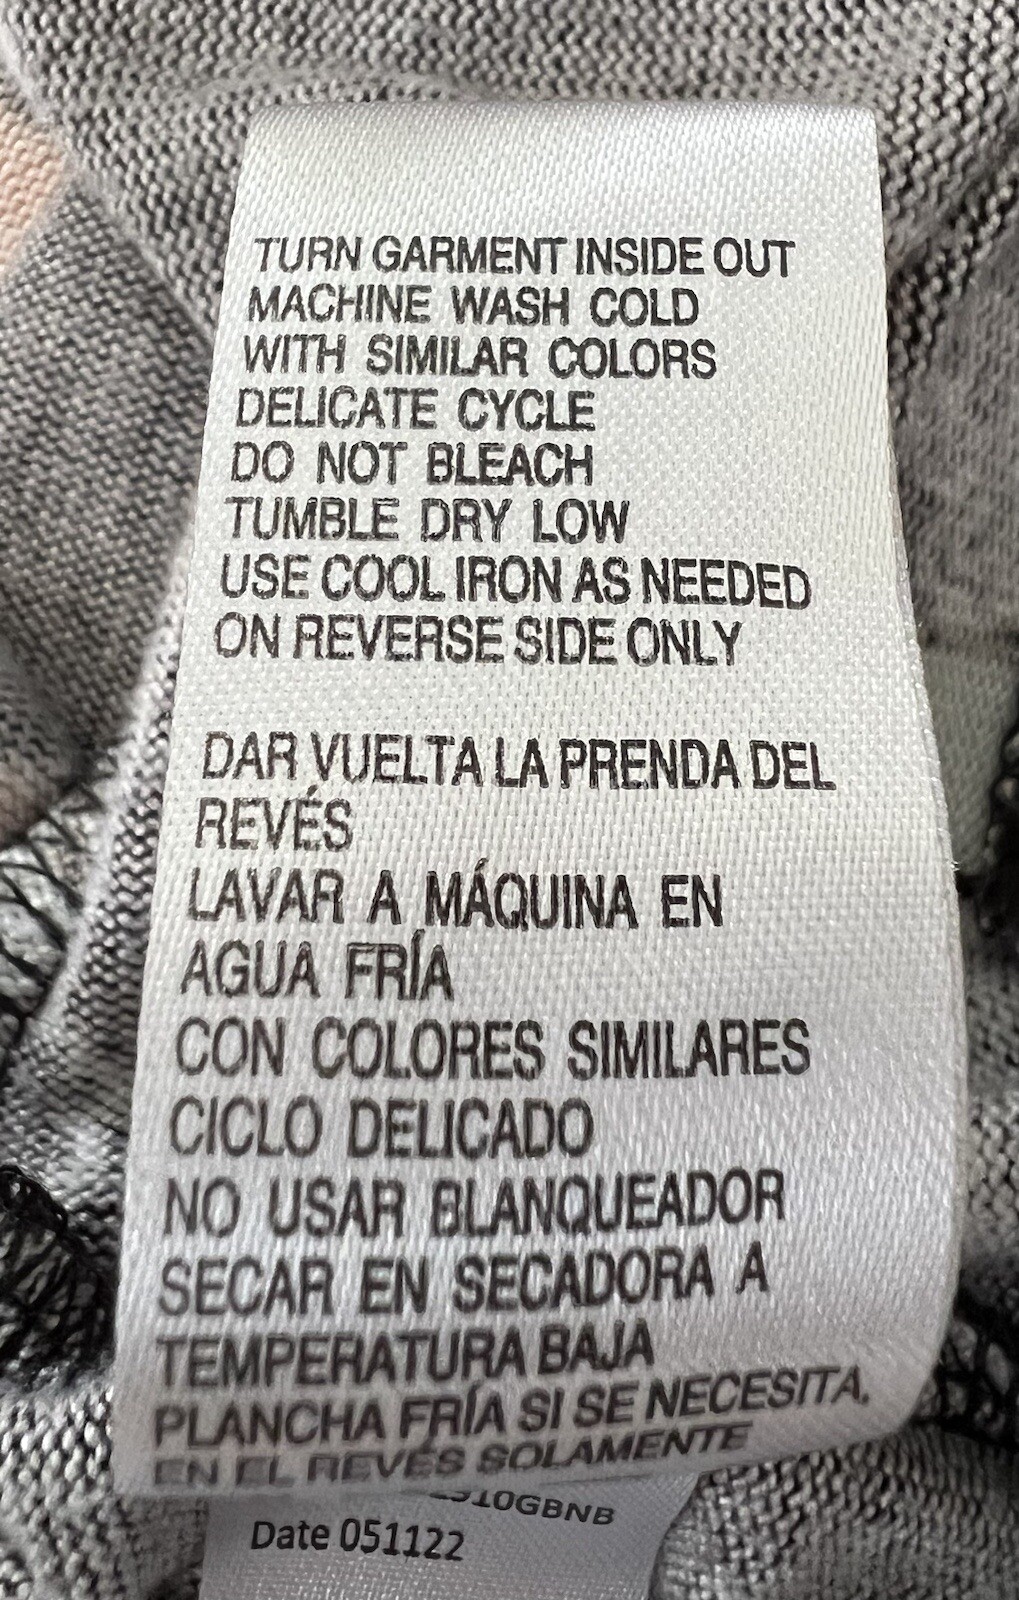 TURN GARMENT INSIDE OUT
MACHINE WASH COLD
WITH SIMILAR COLORS
DELICATE CYCLE
DO NOT BLEACH
TUMBLE DRY LOW
USE COOL IRON AS NEEDED
ON REVERSE SIDE ONLY
DAR VUELTA LA PRENDA DEL
REVÉS
LAVAR A MÁQUINA EN
AGUA FRÍA
CON COLORES SIMILARES
CICLO DELICADO
NO USAR BLANQUEADOR
SECAR EN SECADORA A
TEMPERATURA BAJA
PLANCHA FRÍA SI SE NECESITA,
EN EL REVÉS SOLAMENTE
Date 051122